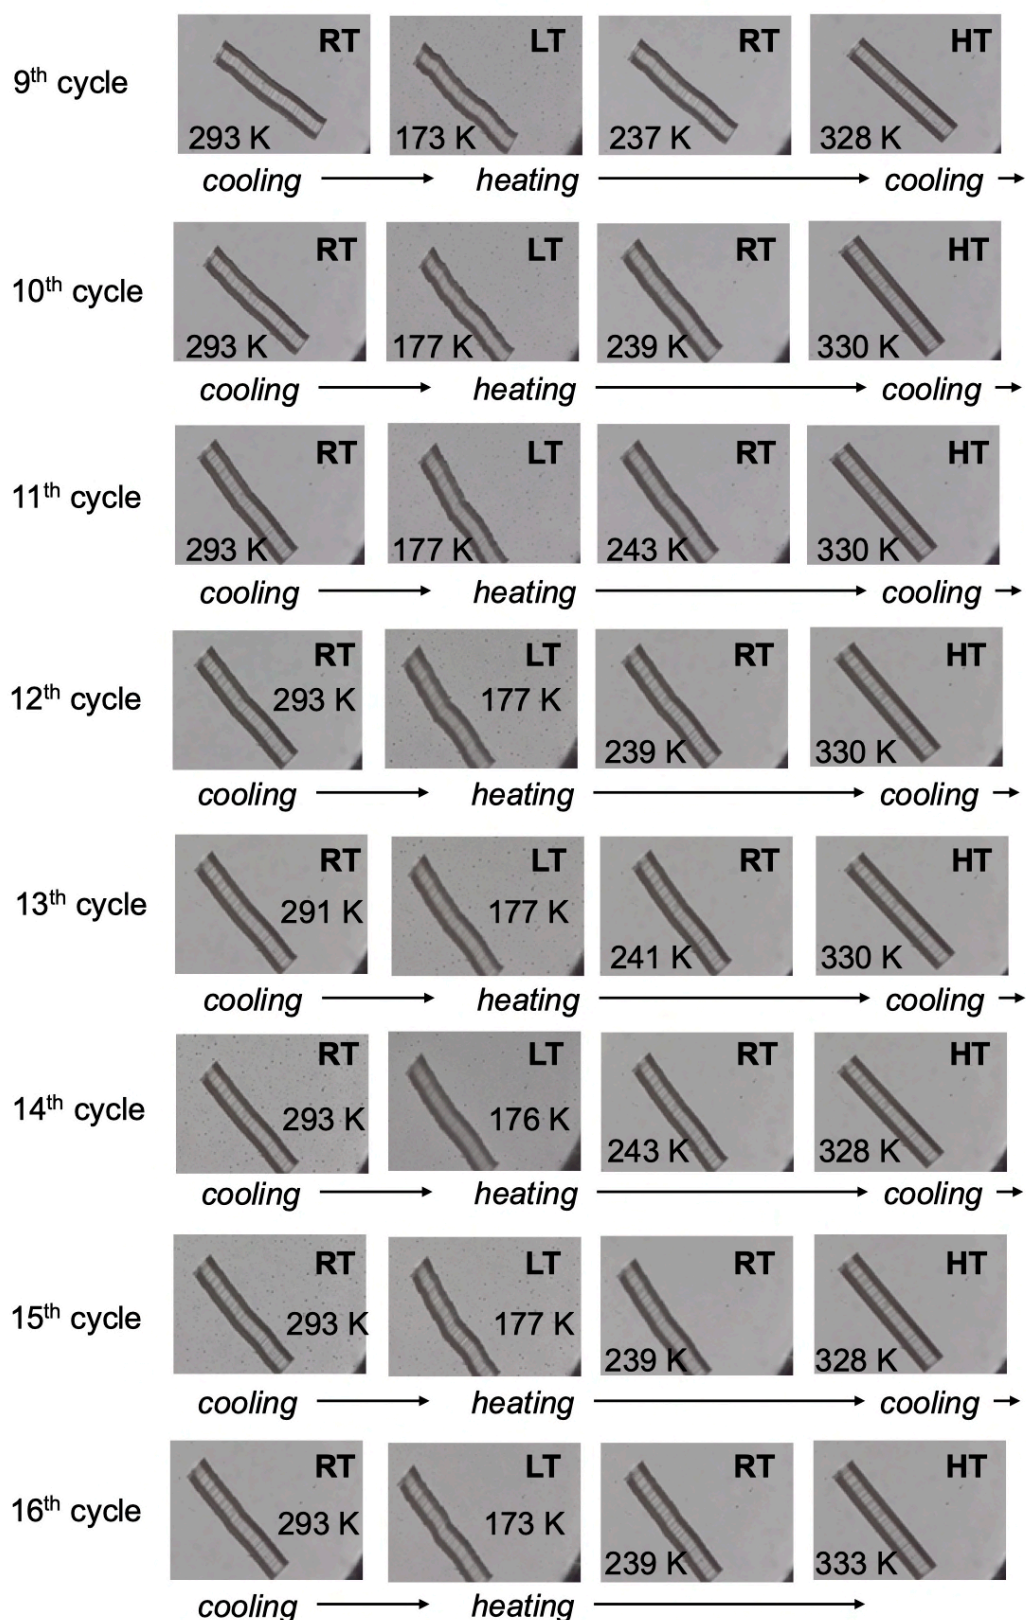 9th cycle
RT LT RT HT
293 K 173 K 237 K 328 K
cooling heating cooling
10th cycle
RT LT RT HT
293 K 177 K 239 K 330 K
cooling heating cooling
11th cycle
RT LT RT HT
293 K 177 K 243 K 330 K
cooling heating cooling
12th cycle
RT LT RT HT
293 K 177 K 239 K 330 K
cooling heating cooling
13th cycle
RT LT RT HT
291 K 177 K 241 K 330 K
cooling heating cooling
14th cycle
RT LT RT HT
293 K 176 K 243 K 328 K
cooling heating cooling
15th cycle
RT LT RT HT
293 K 177 K 239 K 328 K
cooling heating cooling
16th cycle
RT LT RT HT
293 K 173 K 239 K 333 K
cooling heating